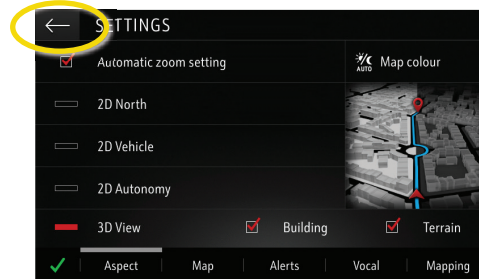 SETTINGS
Automatic zoom setting
AUTO Map colour
2D North
2D Vehicle
2D Autonomy
3D View Building Terrain
Aspect Map Alerts Vocal Mapping